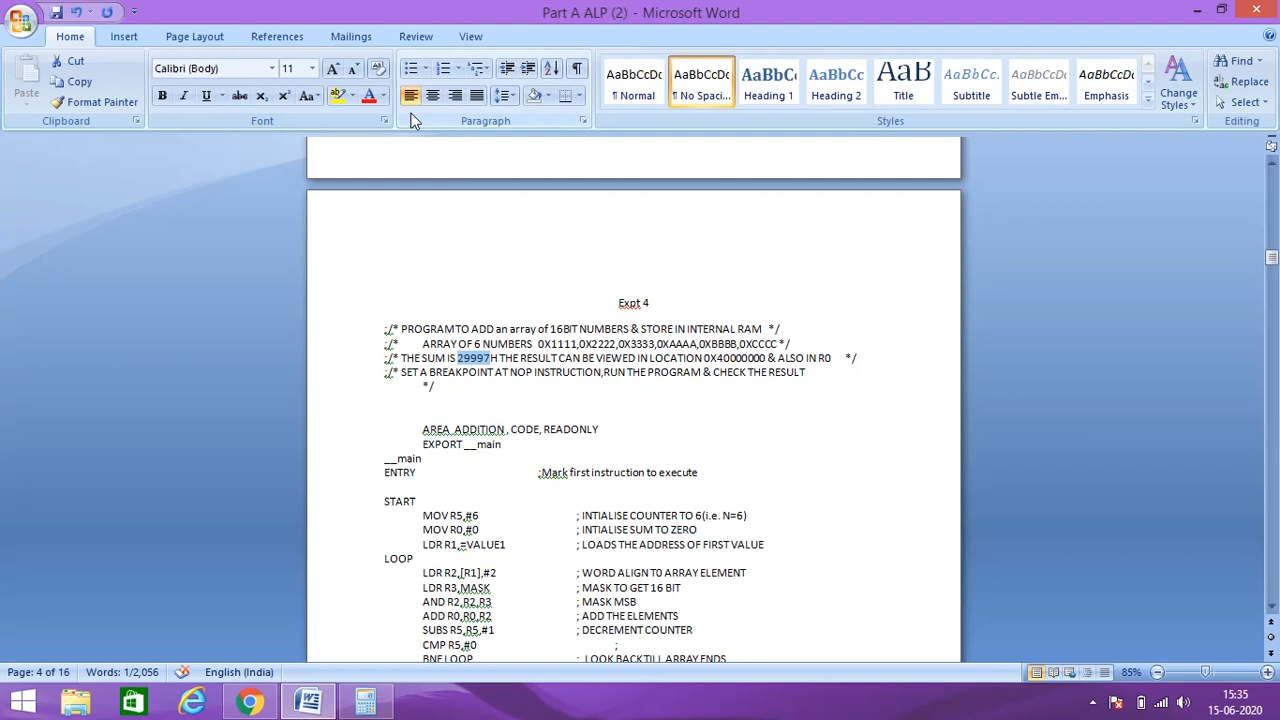 Part A ALP (2) - Microsoft Word
Home Insert Page Layout References Mailings Review View
Cut
Copy
Format Painter
Paste
Clipboard
Calibri (Body) 11
Font
Paragraph
AaBbCcDc AaBbCcDc AaBbCc AaBbCc AaB AaBbCcL AaBbCcDc AaBbCcDc
¶ Normal ¶ No Spaci... Heading 1 Heading 2 Title Subtitle Subtle Em... Emphasis
Change Styles
Styles
Find
Replace
Select
Editing
Expt 4
;/* PROGRAM TO ADD an array of 16BIT NUMBERS & STORE IN INTERNAL RAM */
;/* ARRAY OF 6 NUMBERS 0X1111,0X2222,0X3333,0XAAAA,0XBBBB,0XCCCC */
;/* THE SUM IS 29997H THE RESULT CAN BE VIEWED IN LOCATION 0X40000000 & ALSO IN R0 */
;/* SET A BREAKPOINT AT NOP INSTRUCTION,RUN THE PROGRAM & CHECK THE RESULT
*/
AREA ADDITION , CODE, READONLY
EXPORT __main
__main
ENTRY ;Mark first instruction to execute
START
MOV R5,#6 ; INTIALISE COUNTER TO 6(i.e. N=6)
MOV R0,#0 ; INTIALISE SUM TO ZERO
LDR R1,=VALUE1 ; LOADS THE ADDRESS OF FIRST VALUE
LOOP
LDR R2,[R1],#2 ; WORD ALIGN T0 ARRAY ELEMENT
LDR R3,MASK ; MASK TO GET 16 BIT
AND R2,R2,R3 ; MASK MSB
ADD R0,R0,R2 ; ADD THE ELEMENTS
SUBS R5,R5,#1 ; DECREMENT COUNTER
CMP R5,#0 ;
BNE LOOP ; LOOK BACK TILL ARRAY ENDS
Page: 4 of 16 Words: 1/2,056 English (India) 85%
15:35
15-06-2020